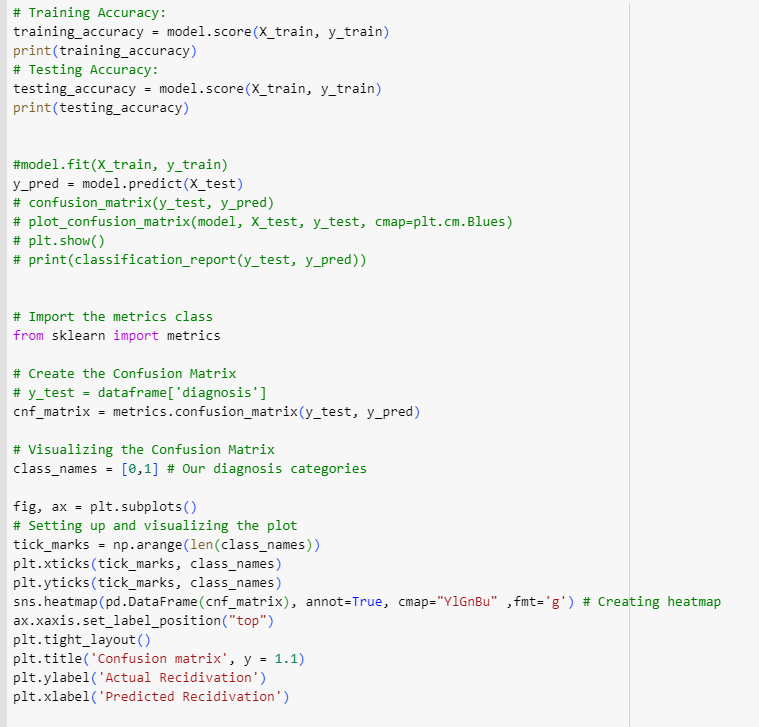 # Training Accuracy:
training_accuracy = model.score(X_train, y_train)
print(training_accuracy)
# Testing Accuracy:
testing_accuracy = model.score(X_train, y_train)
print(testing_accuracy)
#model.fit(X_train, y_train)
y_pred = model.predict(X_test)
# confusion_matrix(y_test, y_pred)
# plot_confusion_matrix(model, X_test, y_test, cmap=plt.cm.Blues)
# plt.show()
# print(classification_report(y_test, y_pred))
# Import the metrics class
from sklearn import metrics
# Create the Confusion Matrix
# y_test = dataframe['diagnosis']
cnf_matrix = metrics.confusion_matrix(y_test, y_pred)
# Visualizing the Confusion Matrix
class_names = [0,1] # Our diagnosis categories
fig, ax = plt.subplots()
# Setting up and visualizing the plot
tick_marks = np.arange(len(class_names))
plt.xticks(tick_marks, class_names)
plt.yticks(tick_marks, class_names)
sns.heatmap(pd.DataFrame(cnf_matrix), annot=True, cmap="YlGnBu" ,fmt='g') # Creating heatmap
ax.xaxis.set_label_position("top")
plt.tight_layout()
plt.title('Confusion matrix', y = 1.1)
plt.ylabel('Actual Recidivation')
plt.xlabel('Predicted Recidivation')